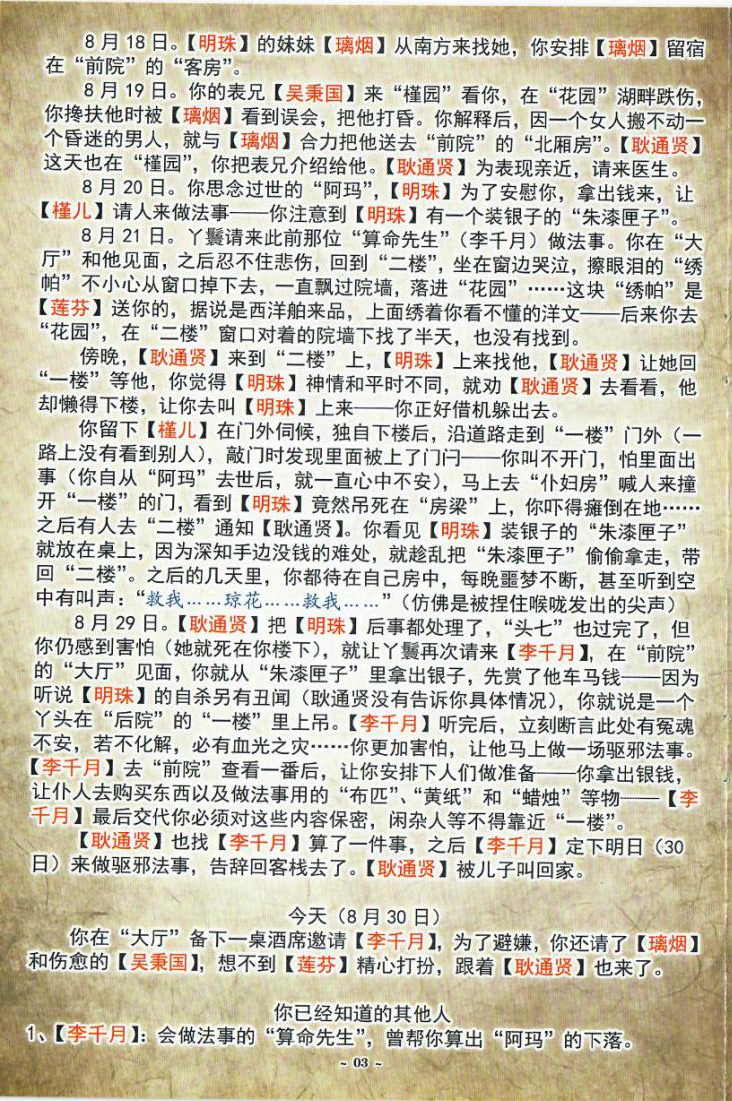 8月18日。【明珠】的妹妹【璃烟】从南方来找她，你安排【璃烟】留宿
在“前院”的“客房”。
8月19日。你的表兄【吴秉国】来“槿园”看你，在“花园”湖畔跌伤，
你搀扶他时被【璃烟】看到误会，把他打昏。你解释后，因一个女人搬不动一
个昏迷的男人，就与【璃烟】合力把他送去“前院”的“北厢房”。【耿通贤】
这天也在“槿园”，你把表兄介绍给他。【耿通贤】为表现亲近，请来医生。
8月20日。你思念过世的“阿玛”，【明珠】为了安慰你，拿出钱来，让
【槿儿】请人来做法事——你注意到【明珠】有一个装银子的“朱漆匣子”。
8月21日。丫鬟请来此前那位“算命先生”（李千月）做法事。你在“大
厅”和他见面，之后忍不住悲伤，回到“二楼”，坐在窗边哭泣，擦眼泪的“绣
帕”不小心从窗口掉下去，一直飘过院墙，落进“花园”……这块“绣帕”是
【莲芬】送你的，据说是西洋舶来品，上面绣着你看不懂的洋文——后来你去
“花园”，在“二楼”窗口对着的院墙下找了半天，也没有找到。
傍晚，【耿通贤】来到“二楼”上，【明珠】上来找他，【耿通贤】让她回
“一楼”等他，你觉得【明珠】神情和平时不同，就劝【耿通贤】去看看，他
却懒得下楼，让你去叫【明珠】上来——你正好借机躲出去。
你留下【槿儿】在门外伺候，独自下楼后，沿道路走到“一楼”门外（一
路上没有看到别人），敲门时发现里面被上了门闩——你叫不开门，怕里面出
事（你自从“阿玛”去世后，就一直心中不安），马上去“仆妇房”喊人来撞
开“一楼”的门，看到【明珠】竟然吊死在“房梁”上，你吓得瘫倒在地……
之后有人去“二楼”通知【耿通贤】。你看见【明珠】装银子的“朱漆匣子”
就放在桌上，因为深知手边没钱的难处，就趁乱把“朱漆匣子”偷偷拿走，带
回“二楼”。之后的几天里，你都待在自己房中，每晚噩梦不断，甚至听到空
中有叫声：“救我……琼花……救我……”（仿佛是被捏住喉咙发出的尖声）
8月29日。【耿通贤】把【明珠】后事都处理了，“头七”也过完了，但
你仍感到害怕（她就死在你楼下），就让丫鬟再次请来【李千月】，在“前院”
的“大厅”见面，你就从“朱漆匣子”里拿出银子，先赏了他车马钱——因为
听说【明珠】的自杀另有丑闻（耿通贤没有告诉你具体情况），你就说是一个
丫头在“后院”的“一楼”里上吊。【李千月】听完后，立刻断言此处有冤魂
不安，若不化解，必有血光之灾……你更加害怕，让他马上做一场驱邪法事。
【李千月】去“前院”查看一番后，让你安排下人们做准备——你拿出银钱，
让仆人去购买东西以及做法事用的“布匹”、“黄纸”和“蜡烛”等物——【李
千月】最后交代你必须对这些内容保密，闲杂人等不得靠近“一楼”。
【耿通贤】也找【李千月】算了一件事，之后【李千月】定下明日（30
日）来做驱邪法事，告辞回客栈去了。【耿通贤】被儿子叫回家。
今天（8月30日）
你在“大厅”备下一桌酒席邀请【李千月】，为了避嫌，你还请了【璃烟】
和伤愈的【吴秉国】，想不到【莲芬】精心打扮，跟着【耿通贤】也来了。
你已经知道的其他人
1、【李千月】：会做法事的“算命先生”，曾帮你算出“阿玛”的下落。
~ 03 ~